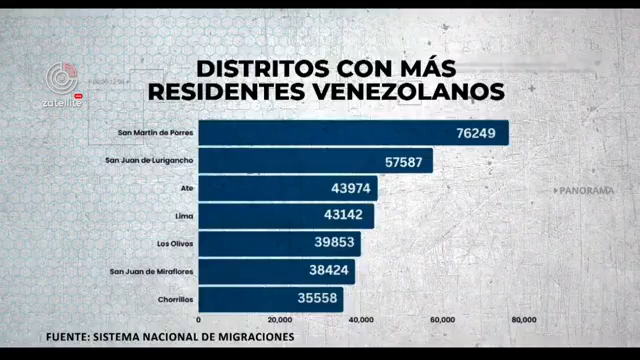 DISTRITOS CON MÁS
RESIDENTES VENEZOLANOS
zatellite
San Martin de Porres 76249
San Juan de Lurigancho 57587
Ate 43974
PANORAMA
Lima 43142
Los Olivos 39853
San Juan de Miraflores 38424
Chorrillos 35558
0 20,000 40,000 60,000 80,000
FUENTE: SISTEMA NACIONAL DE MIGRACIONES